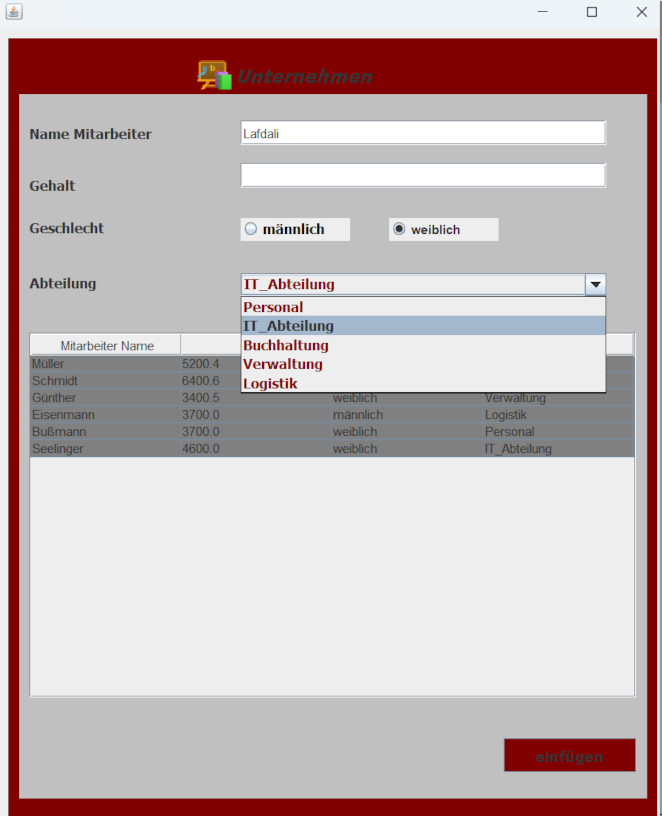 Unternehmen
Name Mitarbeiter Lafdali
Gehalt
Geschlecht männlich weiblich
Abteilung IT_Abteilung
Personal
IT_Abteilung
Buchhaltung
Verwaltung
Logistik
Mitarbeiter Name
Müller 5200.4
Schmidt 6400.6
Günther 3400.5 weiblich Verwaltung
Eisenmann 3700.0 männlich Logistik
Bußmann 3700.0 weiblich Personal
Seelinger 4600.0 weiblich IT_Abteilung
einfügen